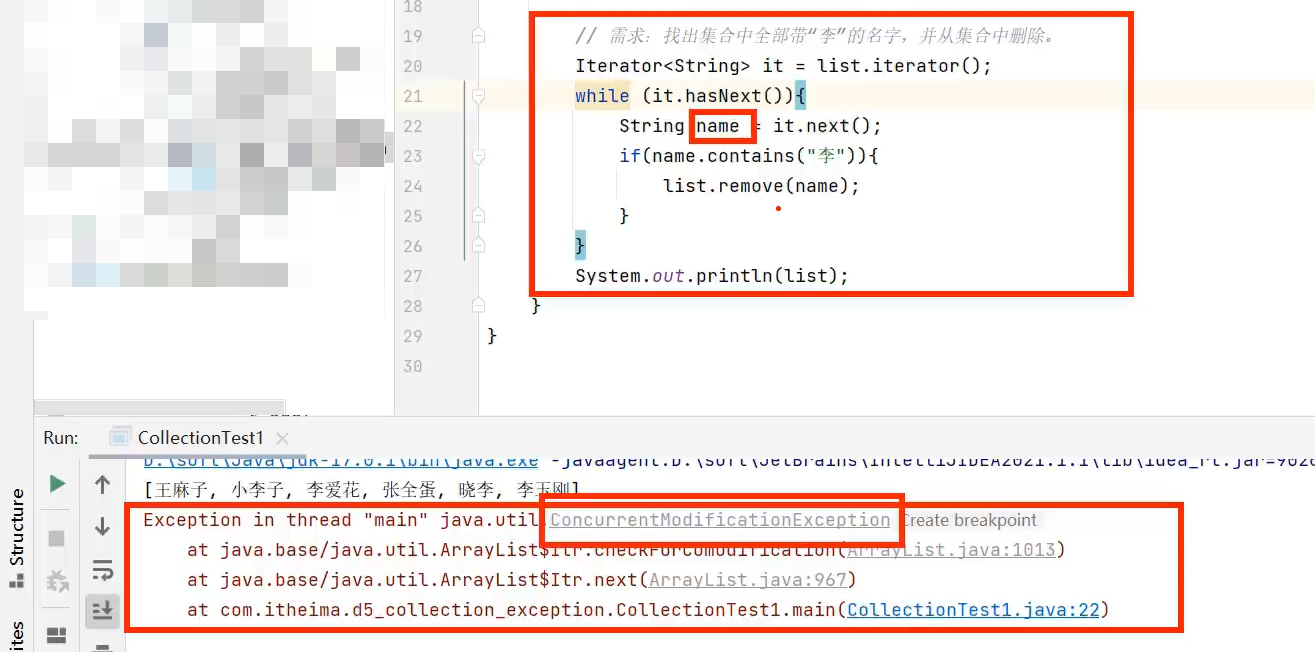 18
19 // 需求：找出集合中全部带“李”的名字，并从集合中删除。
20 Iterator<String> it = list.iterator();
21 while (it.hasNext()){
22 String name = it.next();
23 if(name.contains("李")){
24 list.remove(name);
25 }
26 }
27 System.out.println(list);
28 }
29 }
30
Run: CollectionTest1
D:\soft\Java\jdk-17.0.1\bin\java.exe -javaagent:D:\soft\JetBrains\IntelliJIDEA2021.1.1\lib\idea_rt.jar=902
[王麻子, 小李子, 李爱花, 张全蛋, 晓李, 李玉刚]
Exception in thread "main" java.util.ConcurrentModificationException Create breakpoint
at java.base/java.util.ArrayList$Itr.checkForComodification(ArrayList.java:1013)
at java.base/java.util.ArrayList$Itr.next(ArrayList.java:967)
at com.itheima.d5_collection_exception.CollectionTest1.main(CollectionTest1.java:22)
Structure